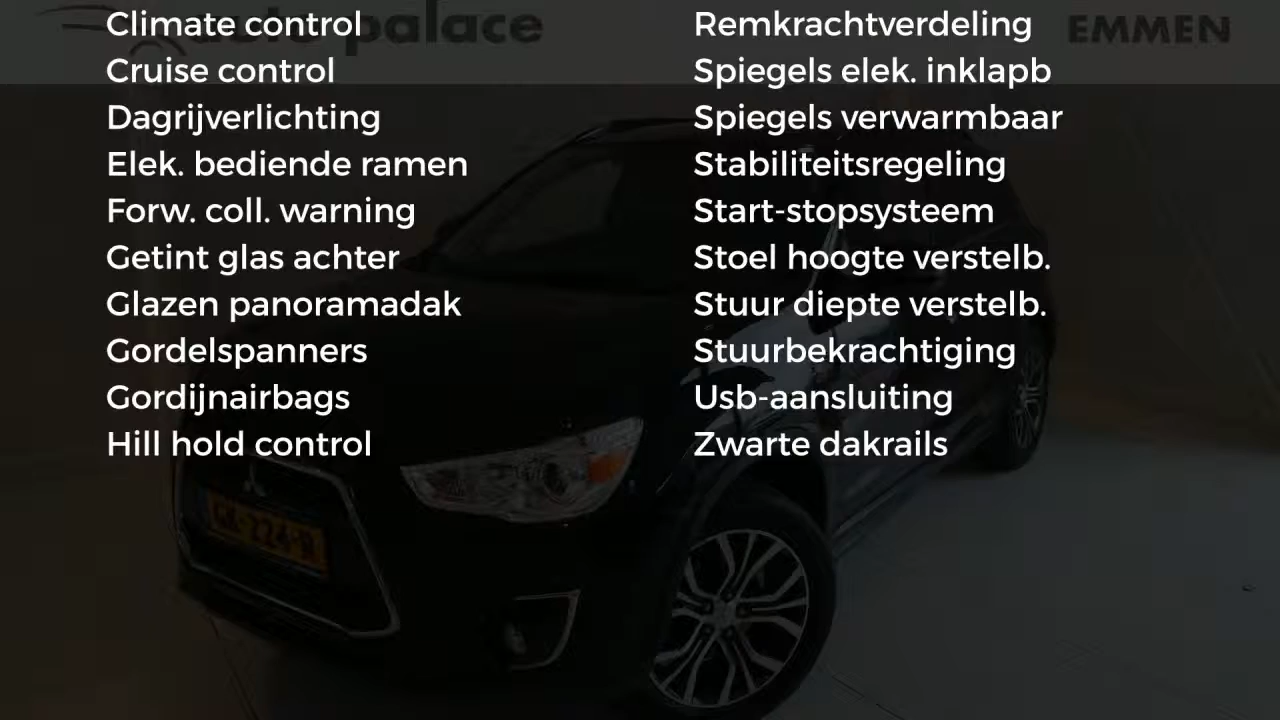 auto palace
EMMEN
Climate control
Cruise control
Dagrijverlichting
Elek. bediende ramen
Forw. coll. warning
Getint glas achter
Glazen panoramadak
Gordelspanners
Gordijnairbags
Hill hold control
Remkrachtverdeling
Spiegels elek. inklapb
Spiegels verwarmbaar
Stabiliteitsregeling
Start-stopsysteem
Stoel hoogte verstelb.
Stuur diepte verstelb.
Stuurbekrachtiging
Usb-aansluiting
Zwarte dakrails